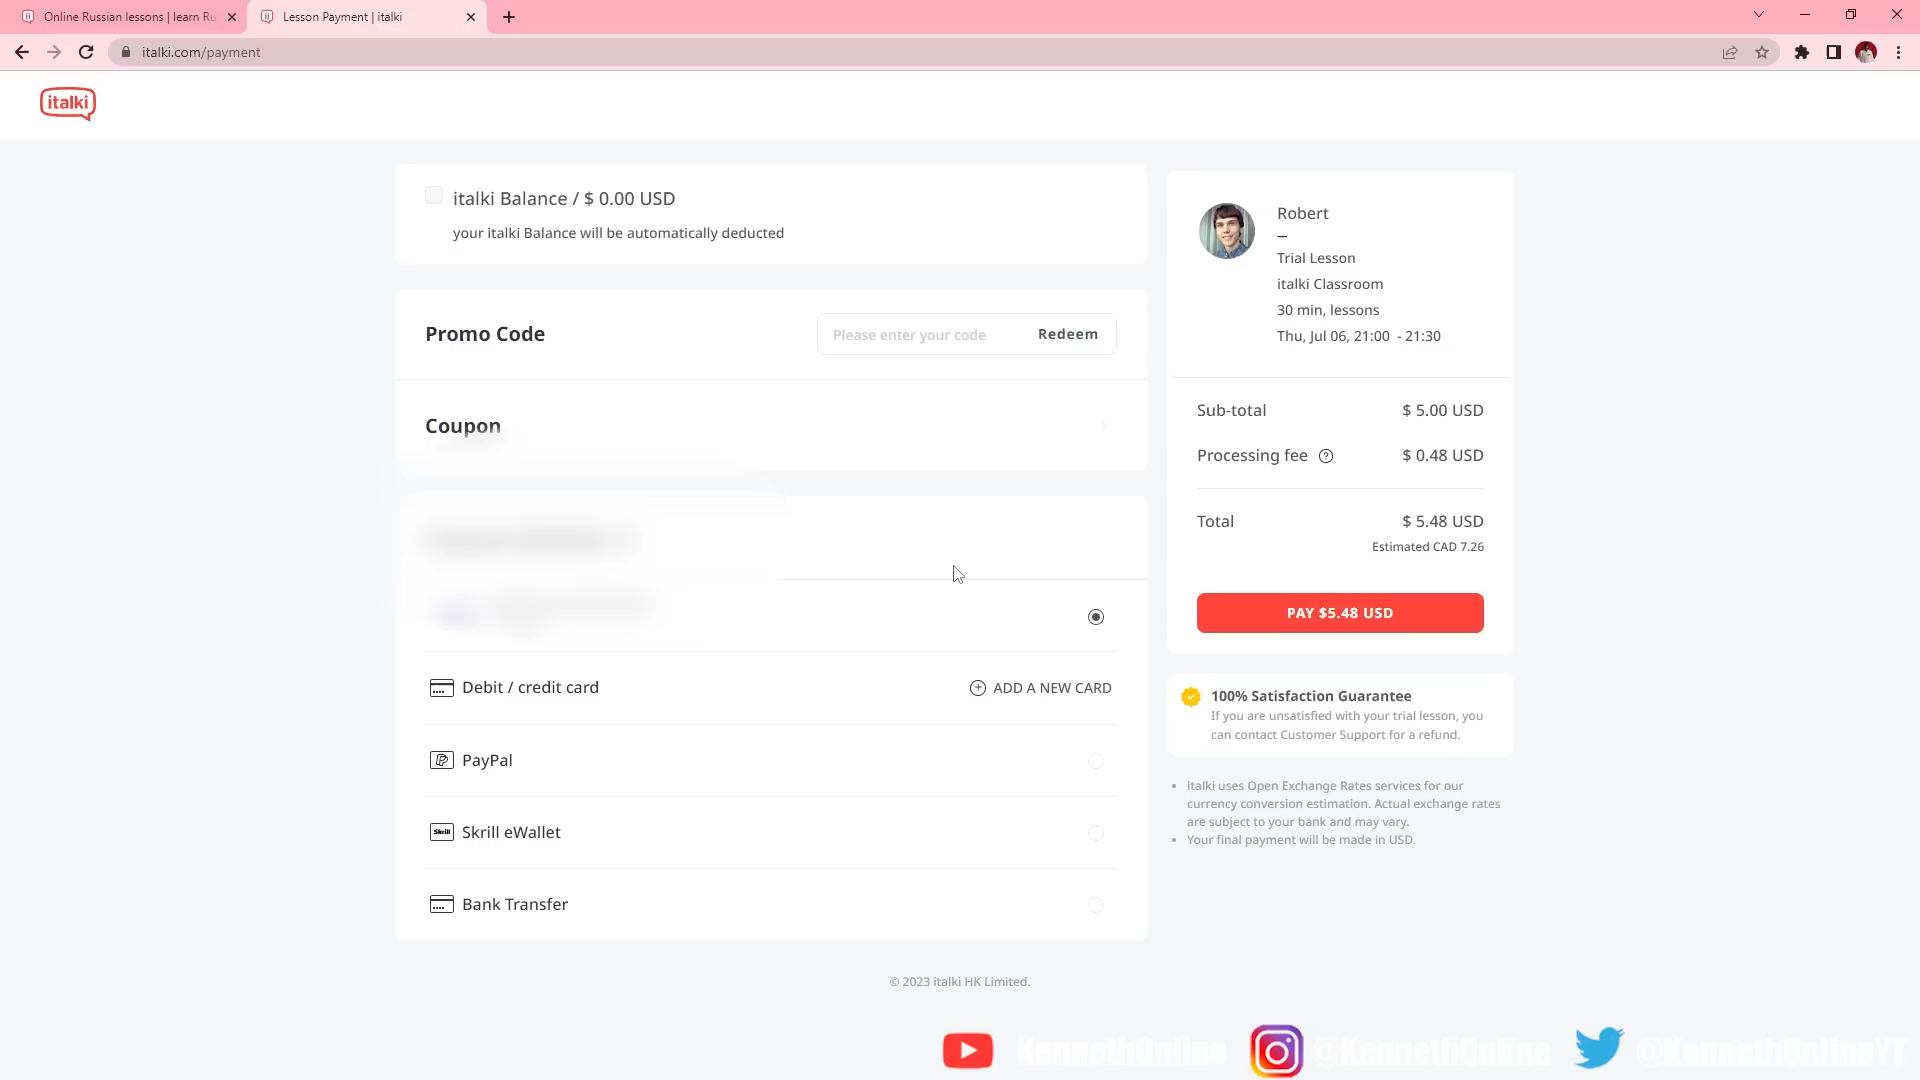 Online Russian lessons | learn Ru
Lesson Payment | italki
italki.com/payment
italki
italki Balance / $ 0.00 USD
your italki Balance will be automatically deducted
Promo Code
Please enter your code
Redeem
Coupon
Debit / credit card
ADD A NEW CARD
PayPal
Skrill
Skrill eWallet
Bank Transfer
Robert
Trial Lesson
italki Classroom
30 min, lessons
Thu, Jul 06, 21:00 - 21:30
Sub-total
$ 5.00 USD
Processing fee ?
$ 0.48 USD
Total
$ 5.48 USD
Estimated CAD 7.26
PAY $5.48 USD
100% Satisfaction Guarantee
If you are unsatisfied with your trial lesson, you
can contact Customer Support for a refund.
• italki uses Open Exchange Rates services for our
currency conversion estimation. Actual exchange rates
are subject to your bank and may vary.
• Your final payment will be made in USD.
© 2023 italki HK Limited.
KennethOnline
@KennethOnline
@KennethOnlineYT